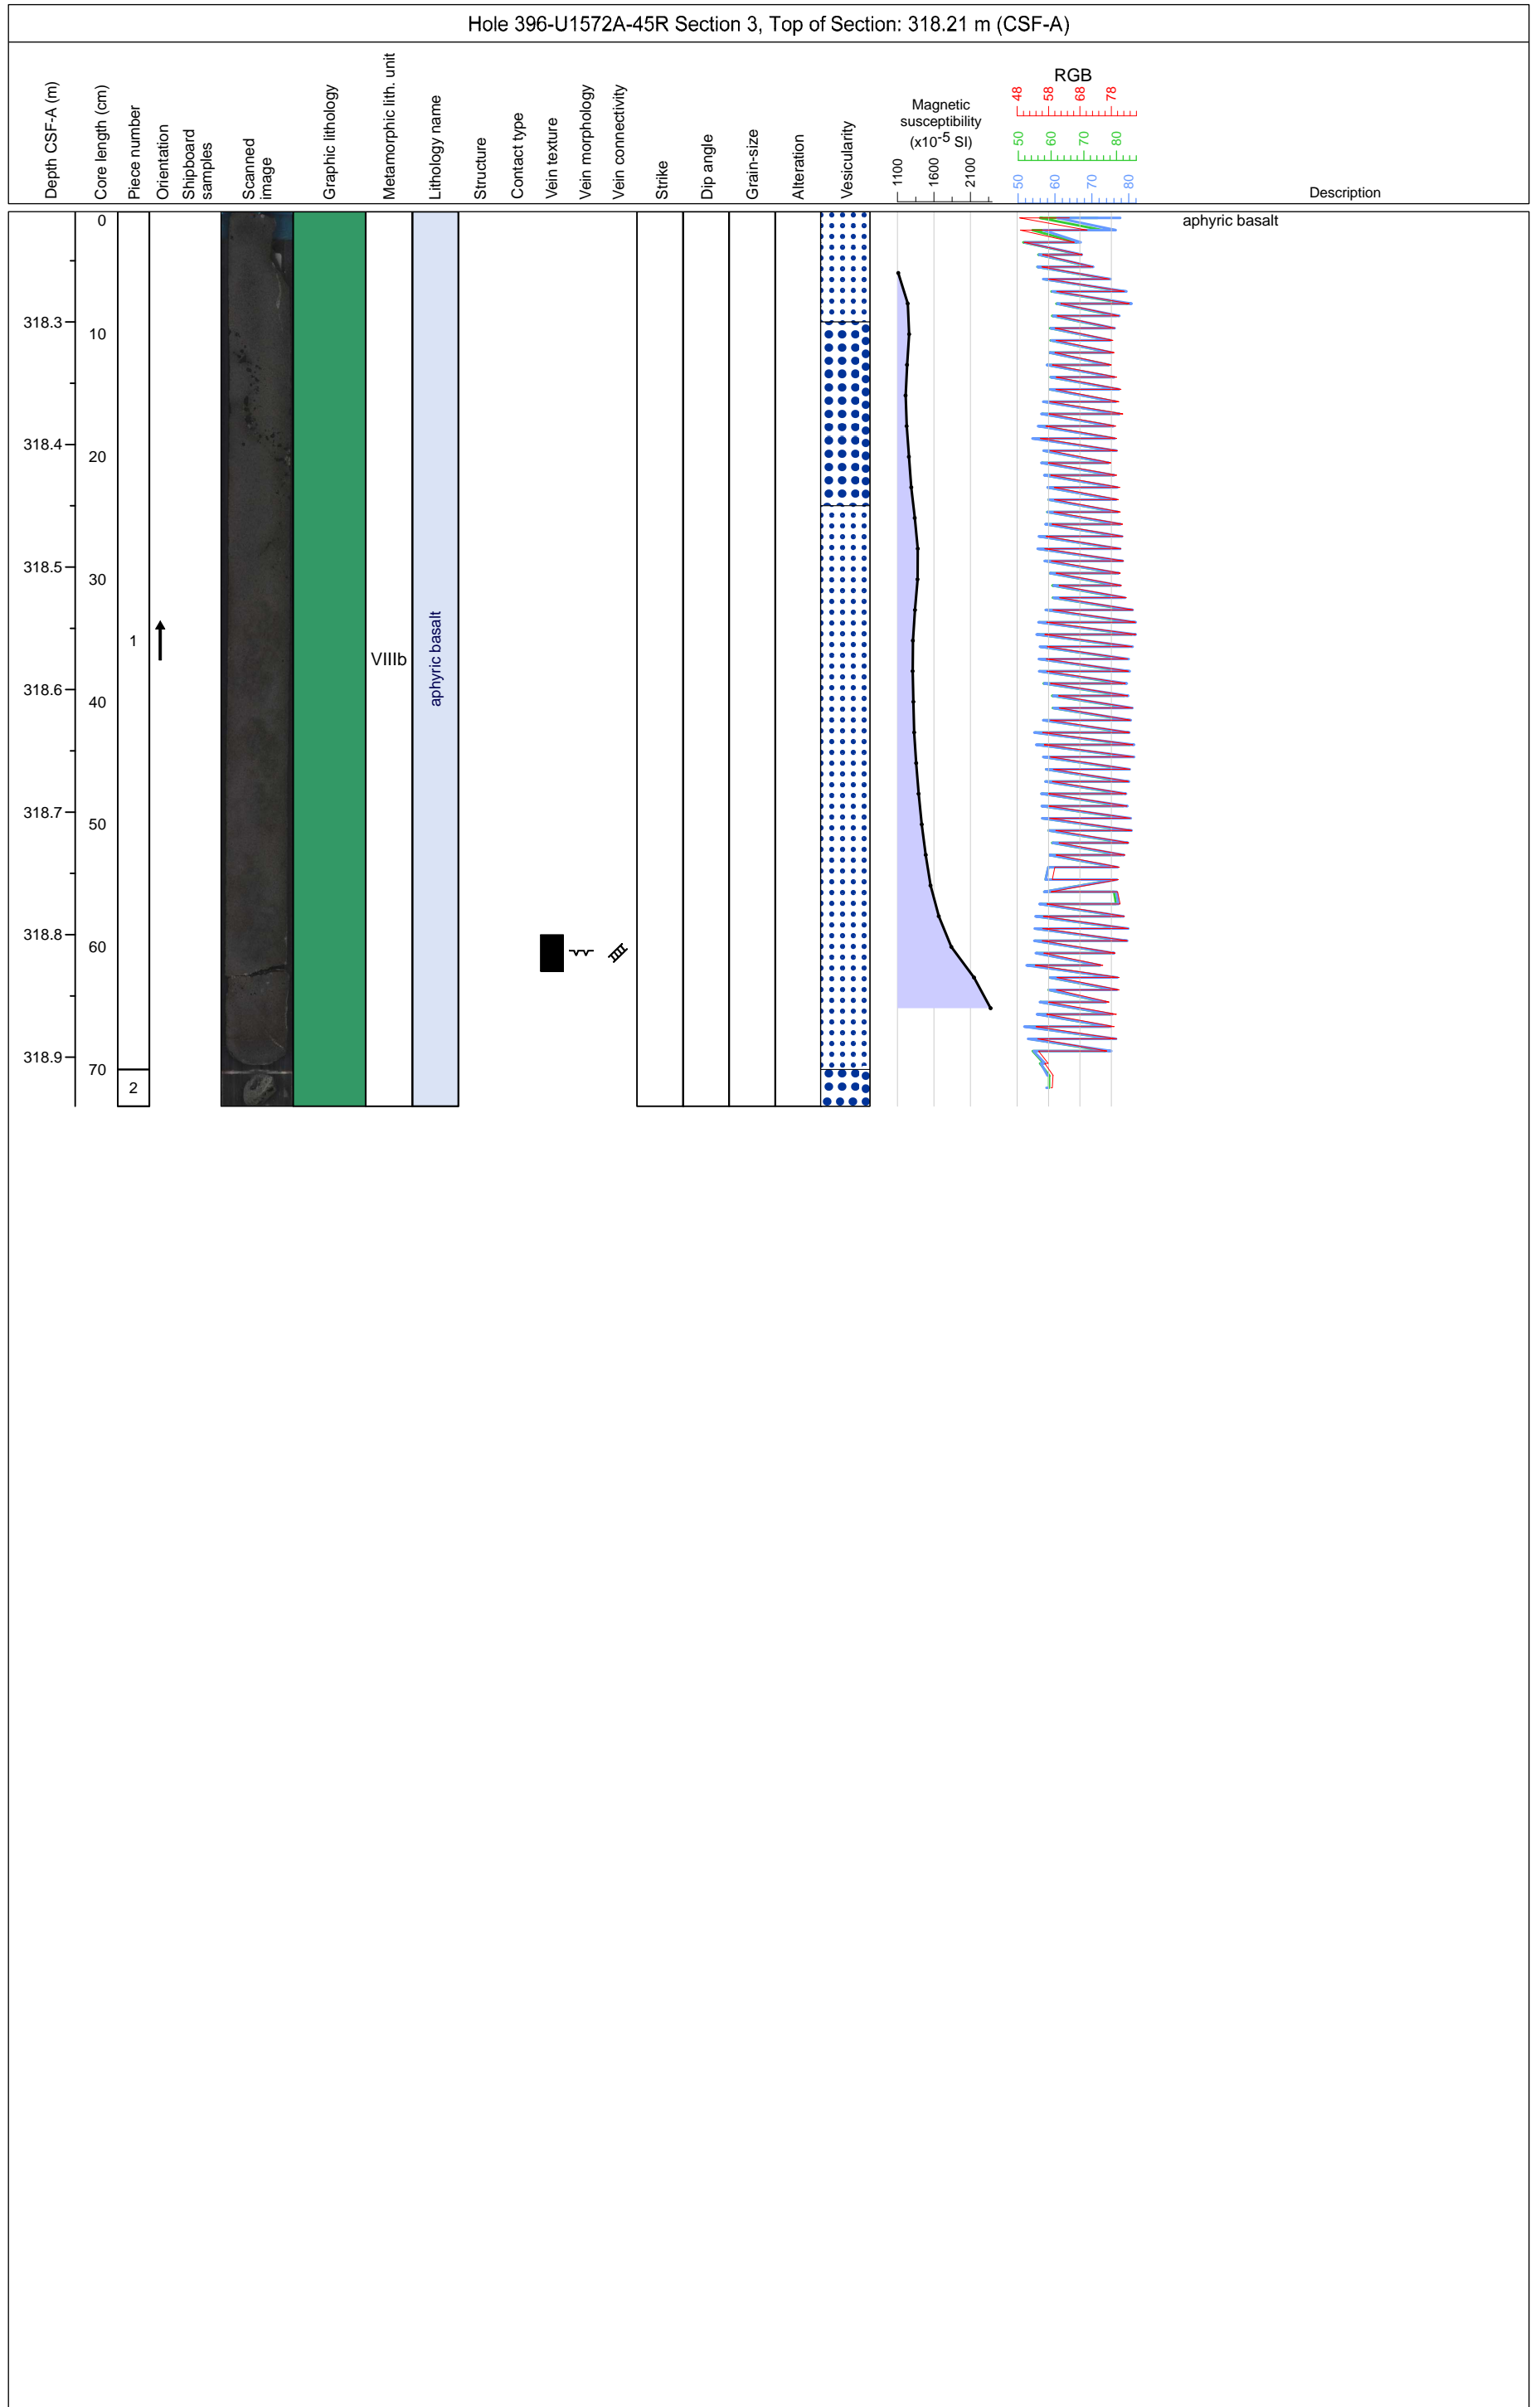 Hole 396-U1572A-45R Section 3, Top of Section: 318.21 m (CSF-A)
Depth CSF-A (m)
Core length (cm)
Piece number
Orientation
Shipboard
samples
Scanned
image
Graphic lithology
Metamorphic lith. unit
Lithology name
Structure
Contact type
Vein texture
Vein morphology
Vein connectivity
Strike
Dip angle
Grain-size
Alteration
Vesicularity
Magnetic
susceptibility
(x10-5 SI)
1100 1600 2100
RGB
48 58 68 78
50 60 70 80
50 60 70 80
Description
0
aphyric basalt
318.3
10
318.4
20
318.5
30
1
VIIIb
aphyric basalt
318.6
40
318.7
50
318.8
60
318.9
70
2